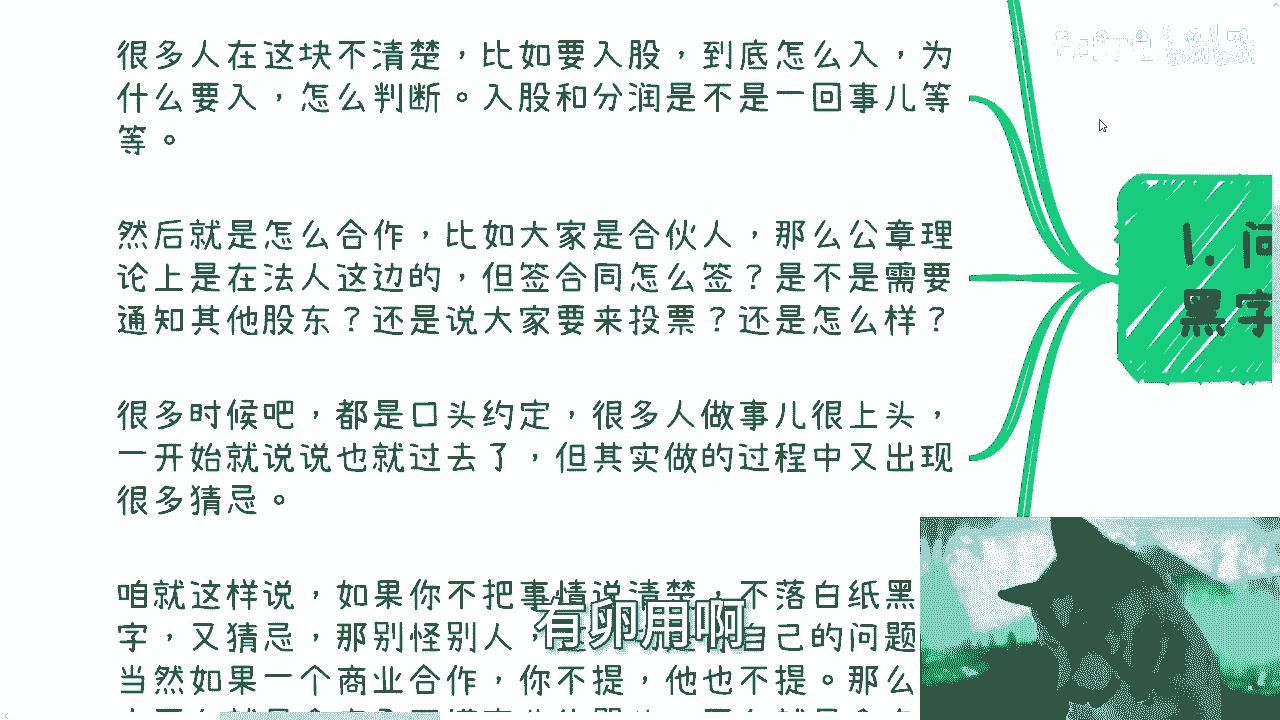 很多人在这块不清楚，比如要入股，到底怎么入，为
什么要入，怎么判断。入股和分润是不是一回事儿等
等。
然后就是怎么合作，比如大家是合伙人，那么公章理
论上是在法人这边的，但签合同怎么签？是不是需要
通知其他股东？还是说大家要来投票？还是怎么样？
很多时候吧，都是口头约定，很多人做事儿很上头，
一开始就说说也就过去了，但其实做的过程中又出现
很多猜忌。
咱就这样说，如果你不把事情说清楚，不落白纸黑
字，又猜忌，那别怪别人，自己的问题
当然如果一个商业合作，你不提，他也不提。那么
有卵用啊
1. 问
黑字